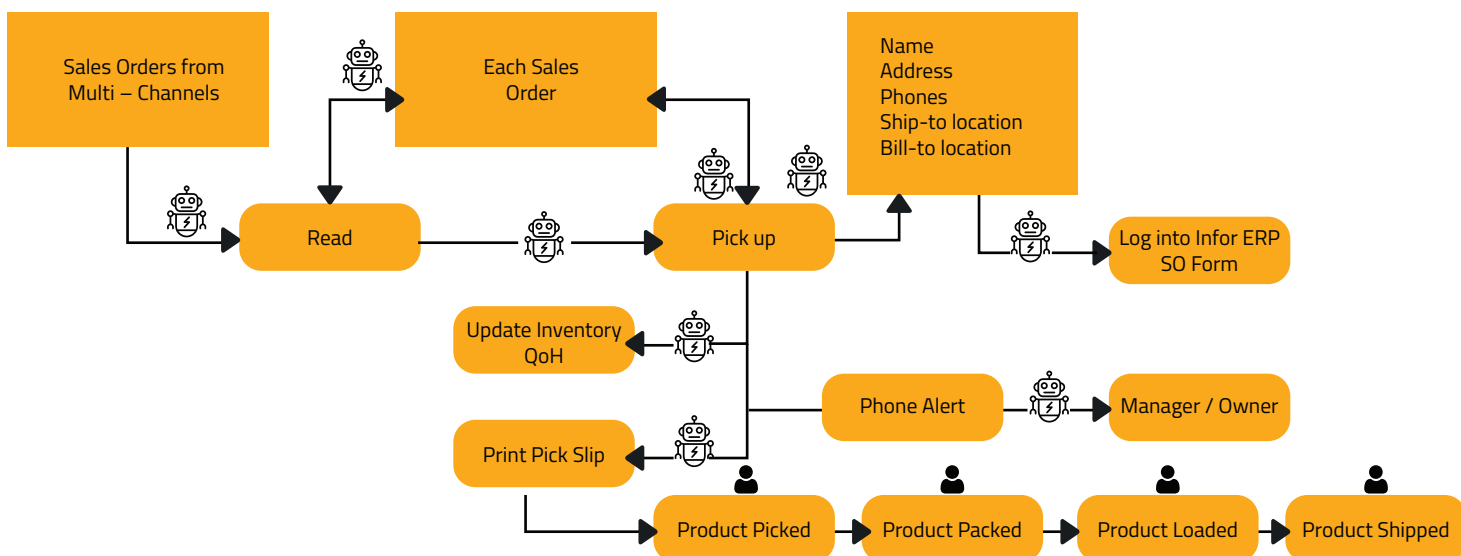 Sales Orders from
Multi – Channels
Each Sales
Order
Name
Address
Phones
Ship-to location
Bill-to location
Read
Pick up
Log into Infor ERP
SO Form
Update Inventory
QoH
Phone Alert
Manager / Owner
Print Pick Slip
Product Picked
Product Packed
Product Loaded
Product Shipped